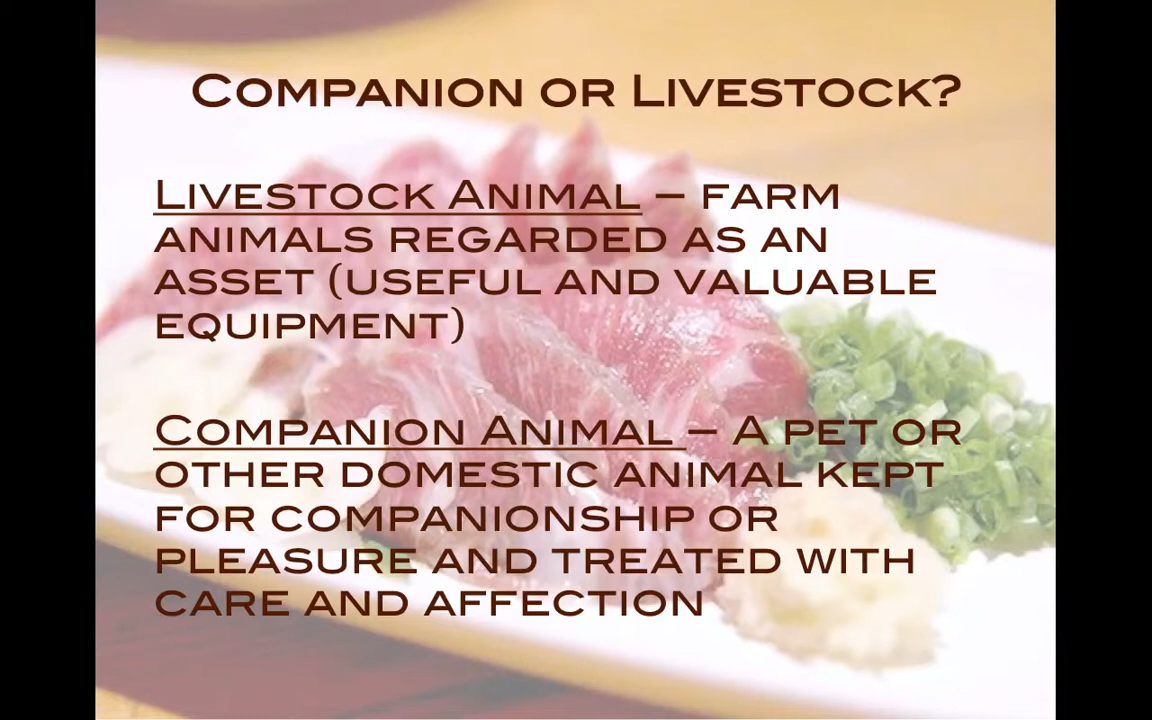 Companion or Livestock?
Livestock Animal – farm
animals regarded as an
asset (useful and valuable
equipment)
Companion Animal – A pet or
other domestic animal kept
for companionship or
pleasure and treated with
care and affection